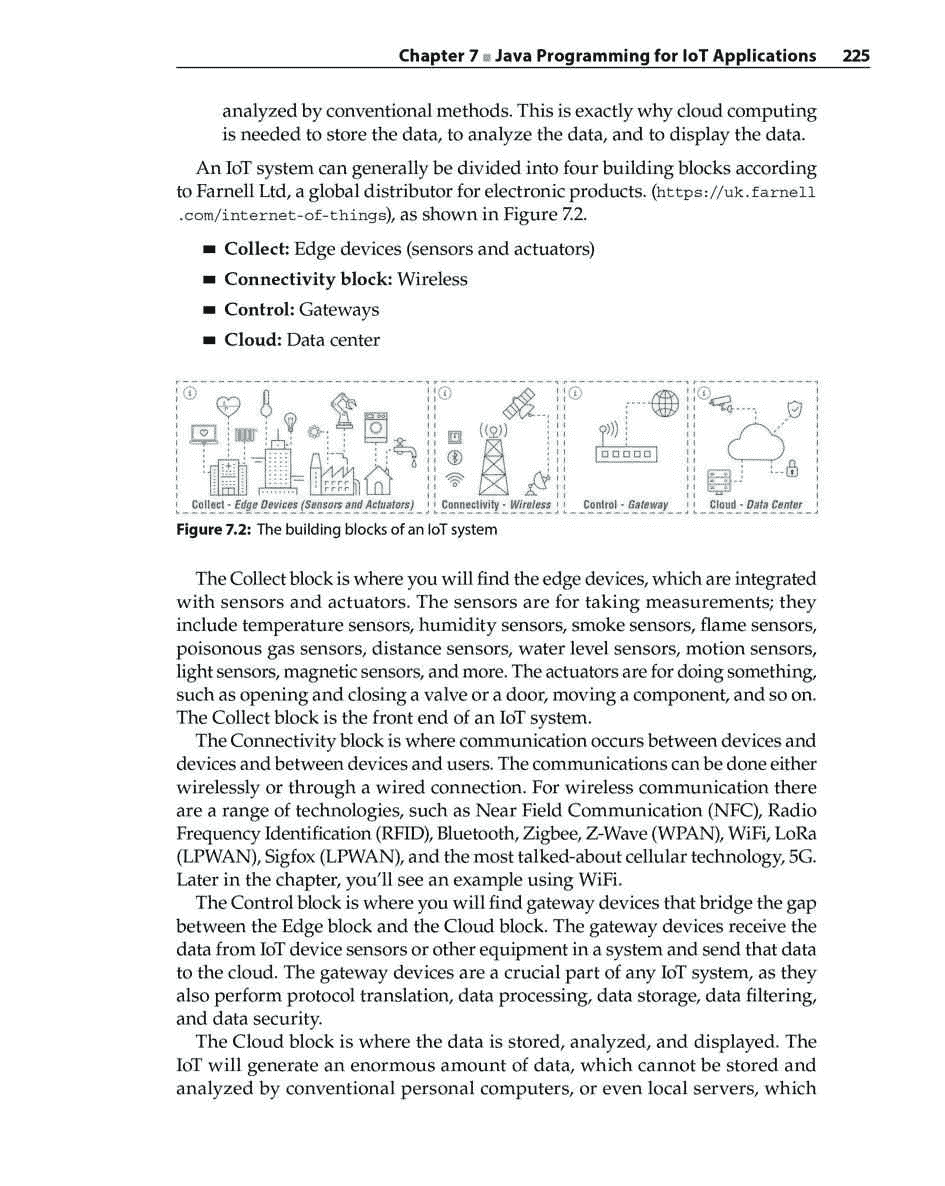 Chapter 7 ■ Java Programming for IoT Applications 225
analyzed by conventional methods. This is exactly why cloud computing
is needed to store the data, to analyze the data, and to display the data.
An IoT system can generally be divided into four building blocks according
to Farnell Ltd, a global distributor for electronic products. (https://uk.farnell
.com/internet-of-things), as shown in Figure 7.2.
■ Collect: Edge devices (sensors and actuators)
■ Connectivity block: Wireless
■ Control: Gateways
■ Cloud: Data center
Collect - Edge Devices (Sensors and Actuators) Connectivity - Wireless Control - Gateway Cloud - Data Center
Figure 7.2: The building blocks of an IoT system
The Collect block is where you will find the edge devices, which are integrated
with sensors and actuators. The sensors are for taking measurements; they
include temperature sensors, humidity sensors, smoke sensors, flame sensors,
poisonous gas sensors, distance sensors, water level sensors, motion sensors,
light sensors, magnetic sensors, and more. The actuators are for doing something,
such as opening and closing a valve or a door, moving a component, and so on.
The Collect block is the front end of an IoT system.
The Connectivity block is where communication occurs between devices and
devices and between devices and users. The communications can be done either
wirelessly or through a wired connection. For wireless communication there
are a range of technologies, such as Near Field Communication (NFC), Radio
Frequency Identification (RFID), Bluetooth, Zigbee, Z-Wave (WPAN), WiFi, LoRa
(LPWAN), Sigfox (LPWAN), and the most talked-about cellular technology, 5G.
Later in the chapter, you'll see an example using WiFi.
The Control block is where you will find gateway devices that bridge the gap
between the Edge block and the Cloud block. The gateway devices receive the
data from IoT device sensors or other equipment in a system and send that data
to the cloud. The gateway devices are a crucial part of any IoT system, as they
also perform protocol translation, data processing, data storage, data filtering,
and data security.
The Cloud block is where the data is stored, analyzed, and displayed. The
IoT will generate an enormous amount of data, which cannot be stored and
analyzed by conventional personal computers, or even local servers, which